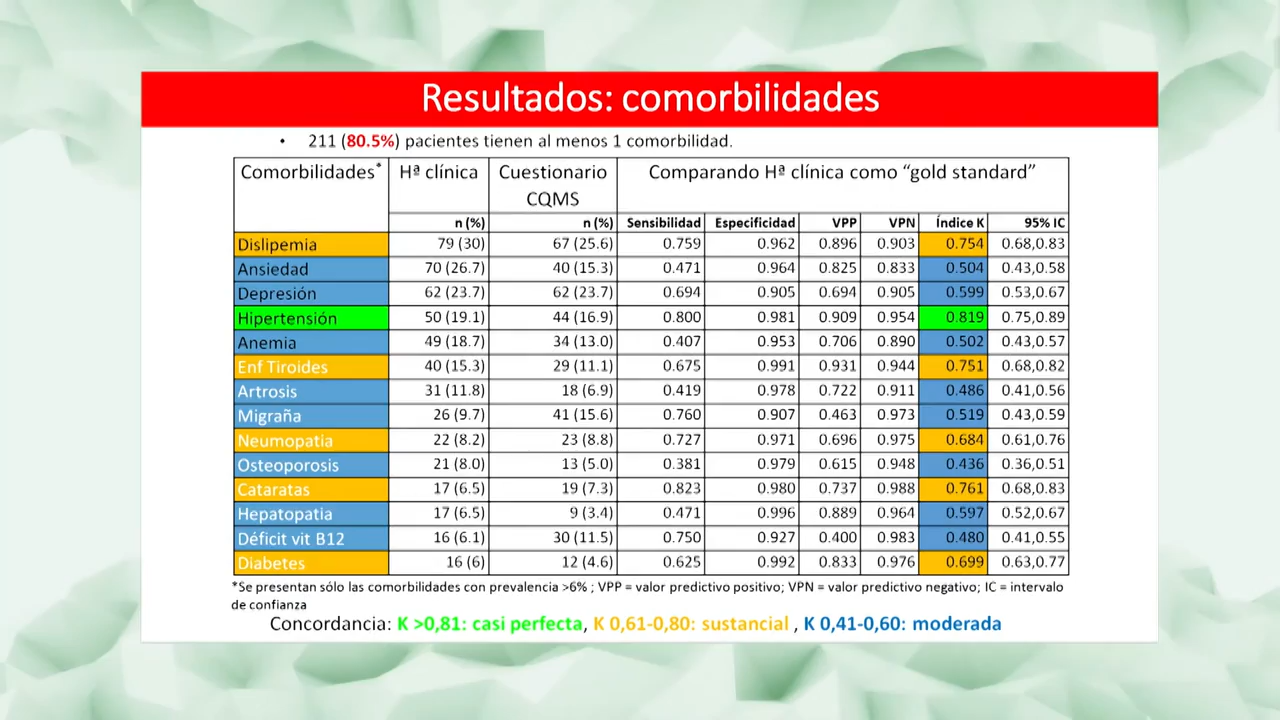 Resultados: comorbilidades
• 211 (80.5%) pacientes tienen al menos 1 comorbilidad.
Comorbilidades* Hª clínica Cuestionario CQMS Comparando Hª clínica como “gold standard”
n (%) n (%) Sensibilidad Especificidad VPP VPN Índice K 95% IC
Dislipemia 79 (30) 67 (25.6) 0.759 0.962 0.896 0.903 0.754 0.68,0.83
Ansiedad 70 (26.7) 40 (15.3) 0.471 0.964 0.825 0.833 0.504 0.43,0.58
Depresión 62 (23.7) 62 (23.7) 0.694 0.905 0.694 0.905 0.599 0.53,0.67
Hipertensión 50 (19.1) 44 (16.9) 0.800 0.981 0.909 0.954 0.819 0.75,0.89
Anemia 49 (18.7) 34 (13.0) 0.407 0.953 0.706 0.890 0.502 0.43,0.57
Enf Tiroides 40 (15.3) 29 (11.1) 0.675 0.991 0.931 0.944 0.751 0.68,0.82
Artrosis 31 (11.8) 18 (6.9) 0.419 0.978 0.722 0.911 0.486 0.41,0.56
Migraña 26 (9.7) 41 (15.6) 0.760 0.907 0.463 0.973 0.519 0.43,0.59
Neumopatia 22 (8.2) 23 (8.8) 0.727 0.971 0.696 0.975 0.684 0.61,0.76
Osteoporosis 21 (8.0) 13 (5.0) 0.381 0.979 0.615 0.948 0.436 0.36,0.51
Cataratas 17 (6.5) 19 (7.3) 0.823 0.980 0.737 0.988 0.761 0.68,0.83
Hepatopatia 17 (6.5) 9 (3.4) 0.471 0.996 0.889 0.964 0.597 0.52,0.67
Déficit vit B12 16 (6.1) 30 (11.5) 0.750 0.927 0.400 0.983 0.480 0.41,0.55
Diabetes 16 (6) 12 (4.6) 0.625 0.992 0.833 0.976 0.699 0.63,0.77
*Se presentan sólo las comorbilidades con prevalencia >6% ; VPP = valor predictivo positivo; VPN = valor predictivo negativo; IC = intervalo
de confianza
Concordancia: K >0,81: casi perfecta, K 0,61-0,80: sustancial , K 0,41-0,60: moderada